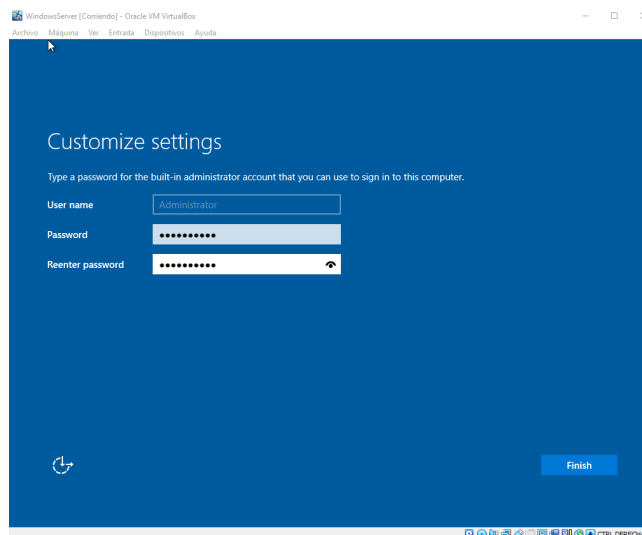 WindowsServer [Corriendo] - Oracle VM VirtualBox
Archivo Máquina Ver Entrada Dispositivos Ayuda
Customize settings
Type a password for the built-in administrator account that you can use to sign in to this computer.
User name Administrator
Password ••••••••••
Reenter password ••••••••••
Finish
CTRL DERECH